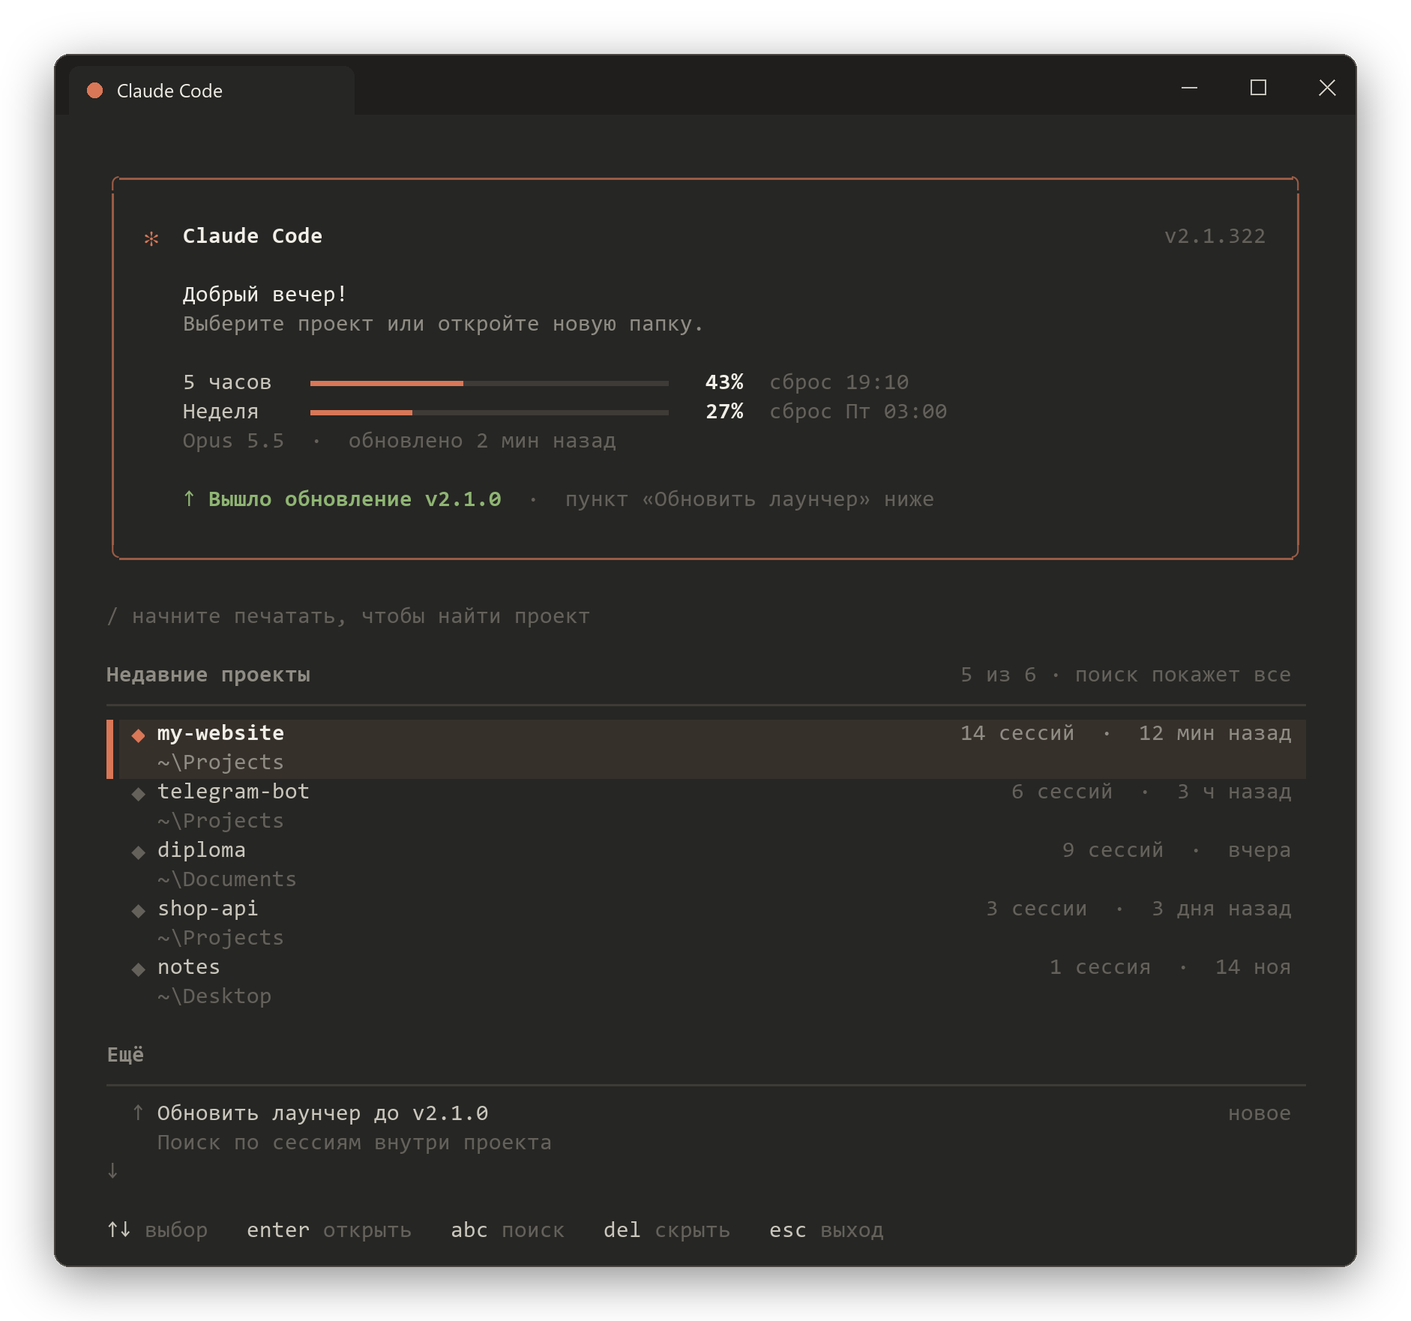 Claude Code
✻ Claude Code v2.1.322
Добрый вечер!
Выберите проект или откройте новую папку.
5 часов 43% сброс 19:10
Неделя 27% сброс Пт 03:00
Opus 5.5 · обновлено 2 мин назад
↑ Вышло обновление v2.1.0 · пункт «Обновить лаунчер» ниже
/ начните печатать, чтобы найти проект
Недавние проекты 5 из 6 · поиск покажет все
◆ my-website 14 сессий · 12 мин назад
~\Projects
◆ telegram-bot 6 сессий · 3 ч назад
~\Projects
◆ diploma 9 сессий · вчера
~\Documents
◆ shop-api 3 сессии · 3 дня назад
~\Projects
◆ notes 1 сессия · 14 ноя
~\Desktop
Ещё
↑ Обновить лаунчер до v2.1.0 новое
Поиск по сессиям внутри проекта
↓
↑↓ выбор enter открыть abc поиск del скрыть esc выход